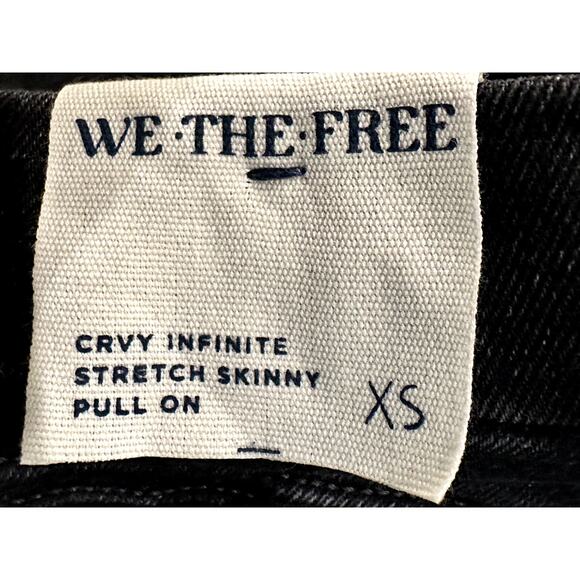 WE·THE·FREE
CRVY INFINITE
STRETCH SKINNY
PULL ON
XS